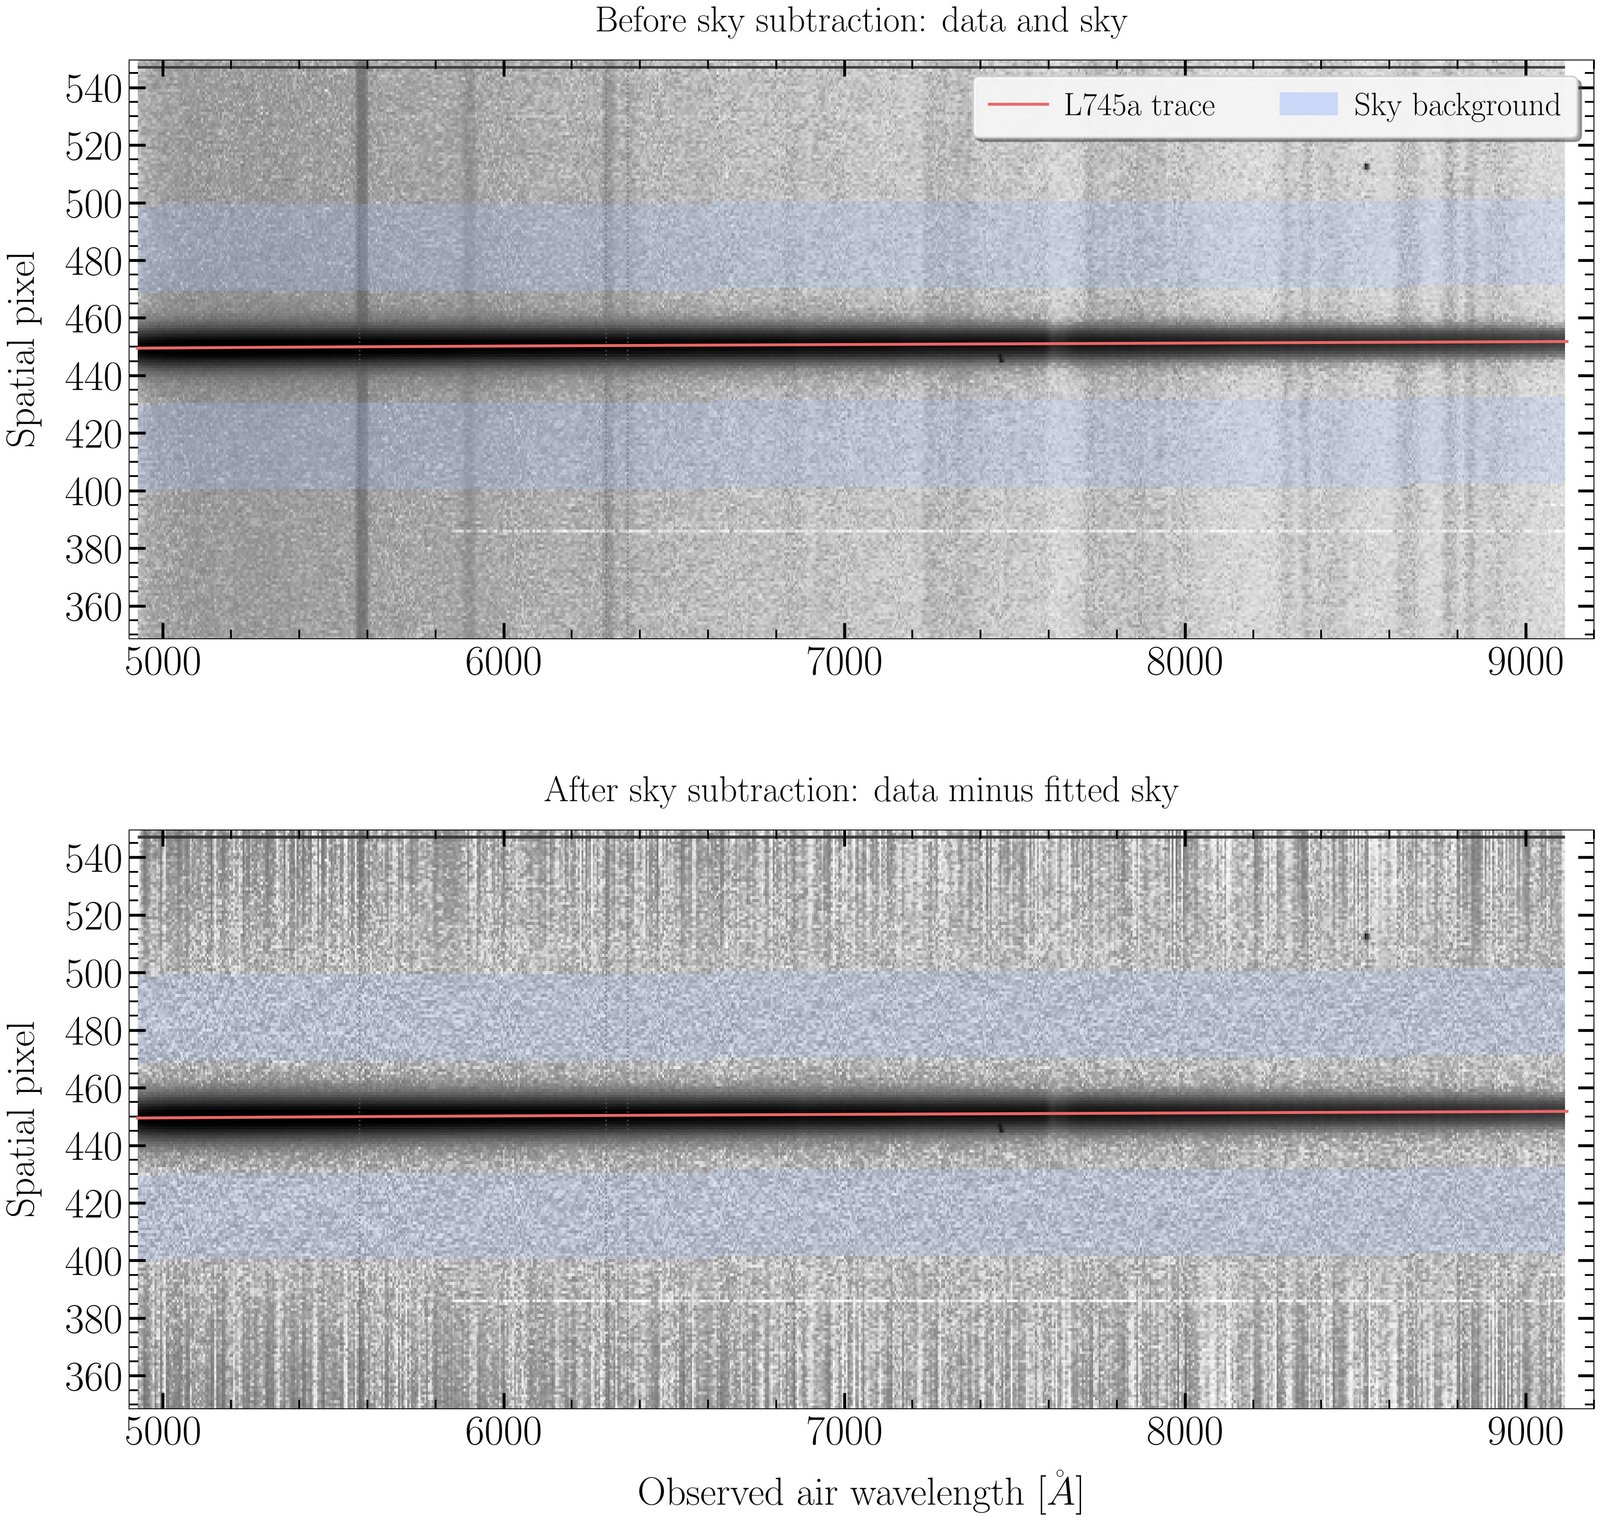 Before sky subtraction: data and sky
L745a trace
Sky background
540
520
500
480
460
440
420
400
380
360
Spatial pixel
5000 6000 7000 8000 9000
After sky subtraction: data minus fitted sky
540
520
500
480
460
440
420
400
380
360
Spatial pixel
5000 6000 7000 8000 9000
Observed air wavelength [Å]